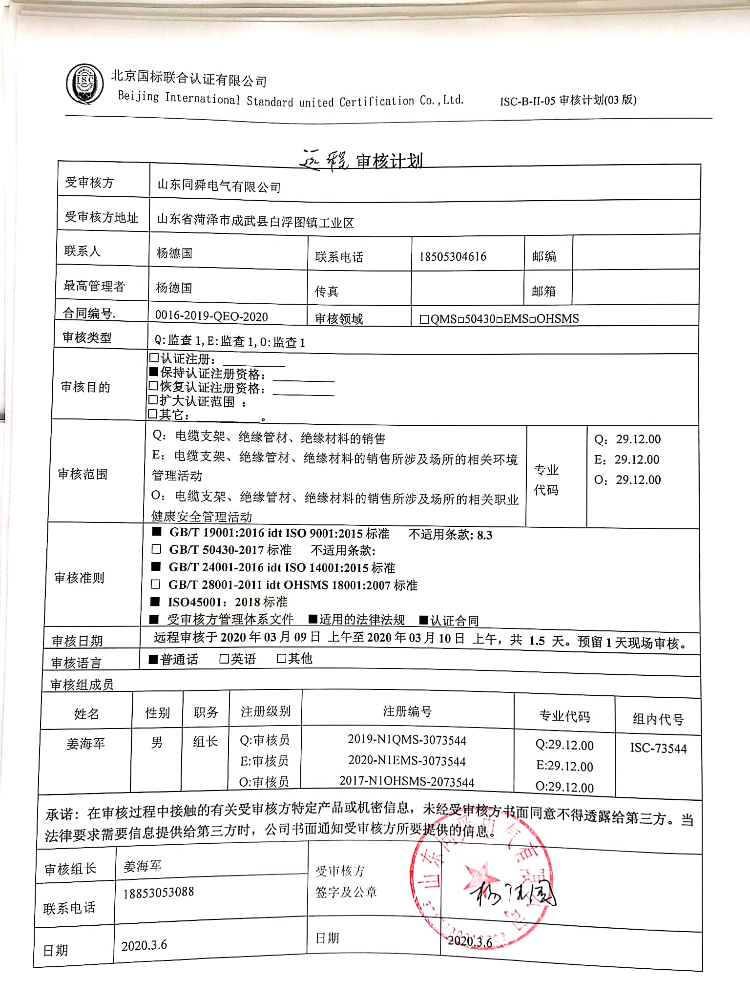 ISC
北京国标联合认证有限公司
Beijing International Standard united Certification Co.,Ltd.
ISC-B-II-05 审核计划(03 版)
远程 审核计划
受审核方 山东同舜电气有限公司
受审核方地址 山东省菏泽市成武县白浮图镇工业区
联系人 杨德国 联系电话 18505304616 邮编
最高管理者 杨德国 传真 邮箱
合同编号. 0016-2019-QEO-2020 审核领域 □QMS□50430□EMS□OHSMS
审核类型 Q:监查1,E:监查1,O:监查1
审核目的
□认证注册：
■保持认证注册资格：
□恢复认证注册资格：
□扩大认证范围 ：
□其它： 。
审核范围
Q：电缆支架、绝缘管材、绝缘材料的销售
E：电缆支架、绝缘管材、绝缘材料的销售所涉及场所的相关环境
管理活动
O：电缆支架、绝缘管材、绝缘材料的销售所涉及场所的相关职业
健康安全管理活动
专业
代码
Q：29.12.00
E：29.12.00
O：29.12.00
审核准则
■ GB/T 19001:2016 idt ISO 9001:2015 标准 不适用条款: 8.3
□ GB/T 50430-2017 标准 不适用条款:
■ GB/T 24001-2016 idt ISO 14001:2015 标准
□ GB/T 28001-2011 idt OHSMS 18001:2007 标准
■ ISO45001：2018 标准
■ 受审核方管理体系文件 ■适用的法律法规 ■认证合同
审核日期 远程审核于 2020 年 03 月 09 日 上午至 2020 年 03 月 10 日 上午，共 1.5 天。预留 1 天现场审核。
审核语言 ■普通话 □英语 □其他
审核组成员
姓名 性别 职务 注册级别 注册编号 专业代码 组内代号
姜海军 男 组长 Q:审核员 2019-N1QMS-3073544 Q:29.12.00 ISC-73544
E:审核员 2020-N1EMS-3073544 E:29.12.00
O:审核员 2017-N1OHSMS-2073544 O:29.12.00
承诺：在审核过程中接触的有关受审核方特定产品或机密信息，未经受审核方书面同意不得透露给第三方。当
法律要求需要信息提供给第三方时，公司书面通知受审核方所要提供的信息。
审核组长 姜海军
受审核方
签字及公章
山东同舜电气有限公司
杨德国
联系电话 18853053088
日期 2020.3.6 日期 2020.3.6